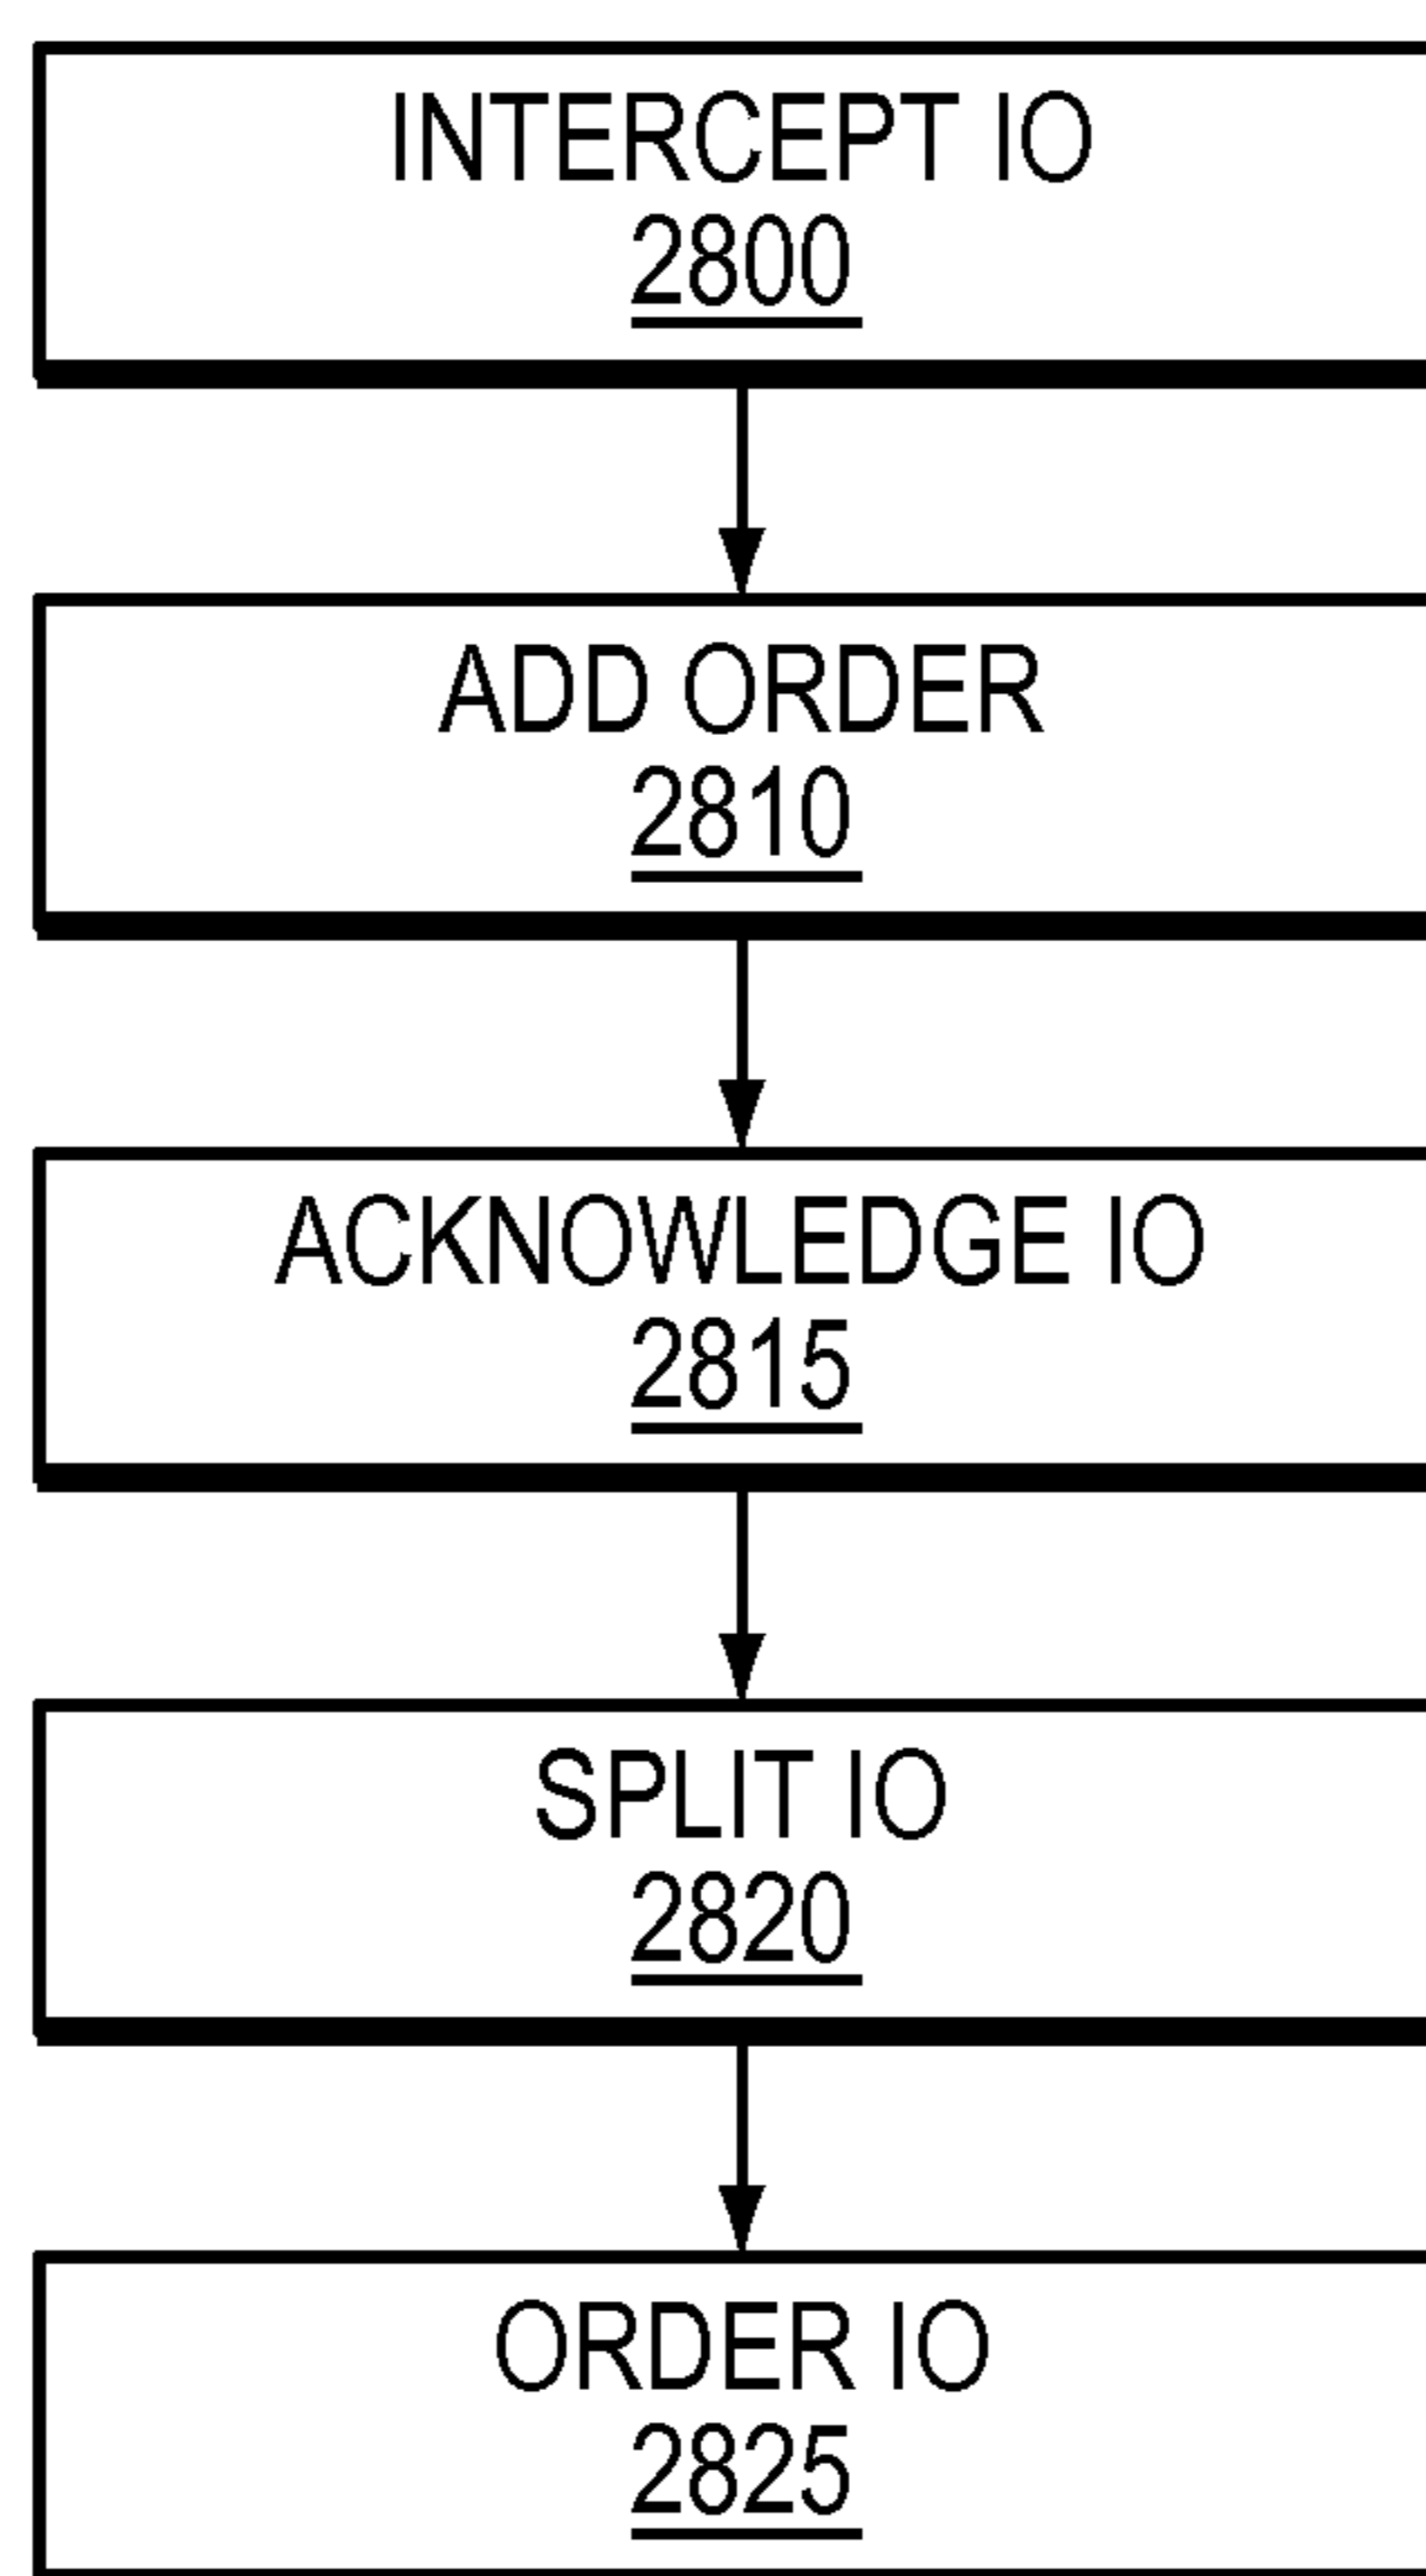 INTERCEPT IO
2800
ADD ORDER
2810
ACKNOWLEDGE IO
2815
SPLIT IO
2820
ORDER IO
2825